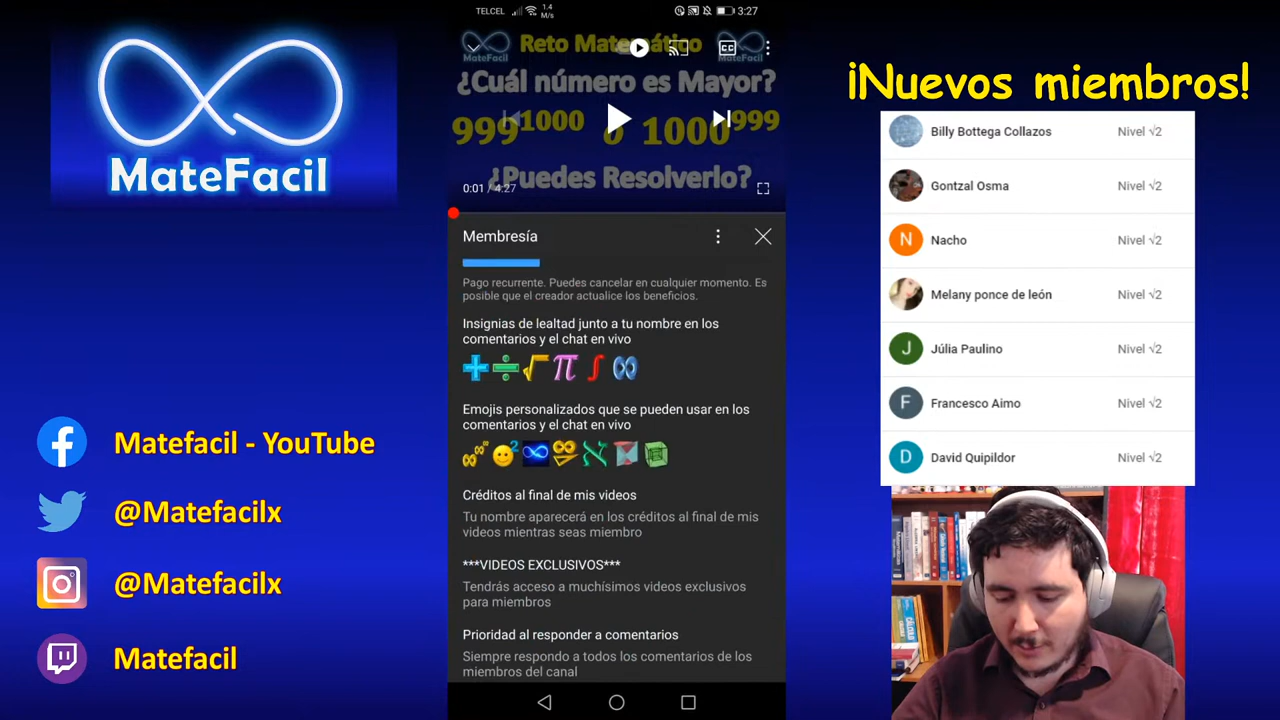 MateFacil
Matefacil - YouTube
@Matefacilx
@Matefacilx
Matefacil
TELCEL
1.4
M/s
3:27
MateFacil
Reto Matemático
MateFacil
¿Cuál número es Mayor?
999^1000 ó 1000^999
¿Puedes Resolverlo?
0:01 / 4:27
Membresía
Pago recurrente. Puedes cancelar en cualquier momento. Es
posible que el creador actualice los beneficios.
Insignias de lealtad junto a tu nombre en los
comentarios y el chat en vivo
Emojis personalizados que se pueden usar en los
comentarios y el chat en vivo
Créditos al final de mis videos
Tu nombre aparecerá en los créditos al final de mis
videos mientras seas miembro
***VIDEOS EXCLUSIVOS***
Tendrás acceso a muchísimos videos exclusivos
para miembros
Prioridad al responder a comentarios
Siempre respondo a todos los comentarios de los
miembros del canal
¡Nuevos miembros!
Billy Bottega Collazos Nivel √2
Gontzal Osma Nivel √2
N Nacho Nivel √2
Melany ponce de león Nivel √2
J Júlia Paulino Nivel √2
F Francesco Aimo Nivel √2
D David Quipildor Nivel √2